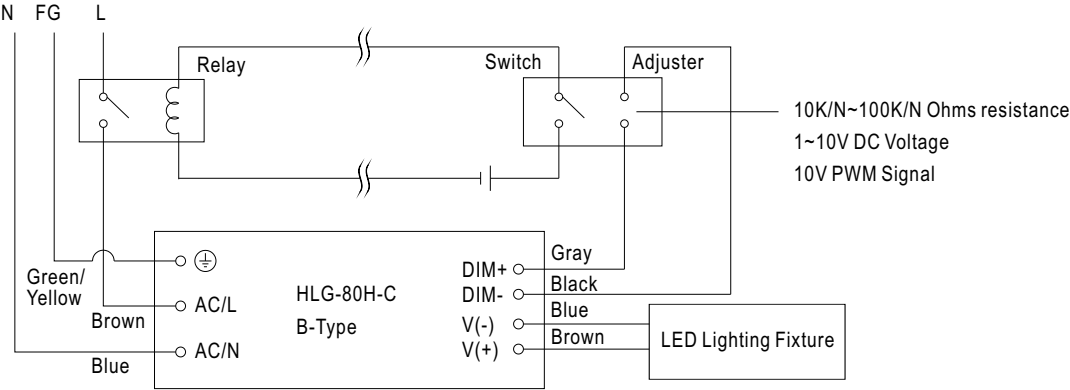 N FG L
Relay
Switch
Adjuster
10K/N~100K/N Ohms resistance
1~10V DC Voltage
10V PWM Signal
Green/
Yellow
Brown
Blue
AC/L
AC/N
HLG-80H-C
B-Type
DIM+
DIM-
V(-)
V(+)
Gray
Black
Blue
Brown
LED Lighting Fixture